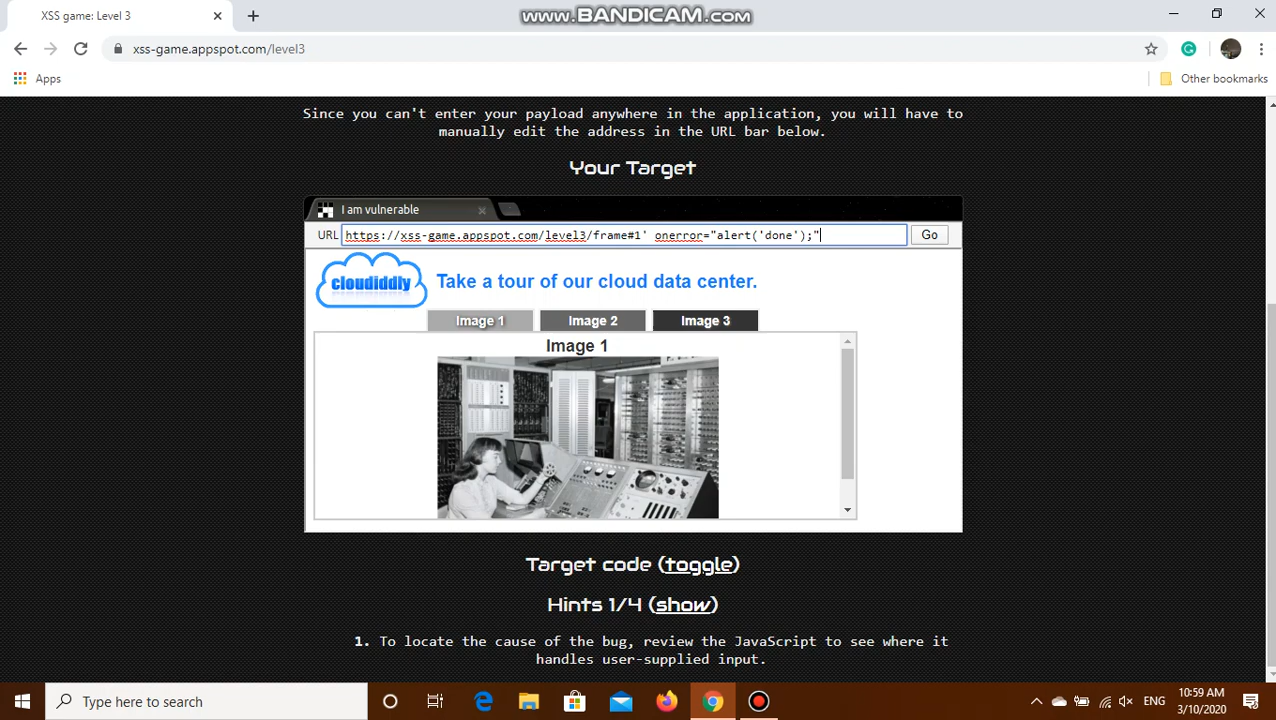 XSS game: Level 3
www.BANDICAM.com
xss-game.appspot.com/level3
Apps
Other bookmarks
Since you can't enter your payload anywhere in the application, you will have to
manually edit the address in the URL bar below.
Your Target
I am vulnerable
URL https://xss-game.appspot.com/level3/frame#1' onerror="alert('done');" Go
cloudiddly
Take a tour of our cloud data center.
Image 1 Image 2 Image 3
Image 1
Target code (toggle)
Hints 1/4 (show)
1. To locate the cause of the bug, review the JavaScript to see where it
handles user-supplied input.
Type here to search
ENG
10:59 AM
3/10/2020